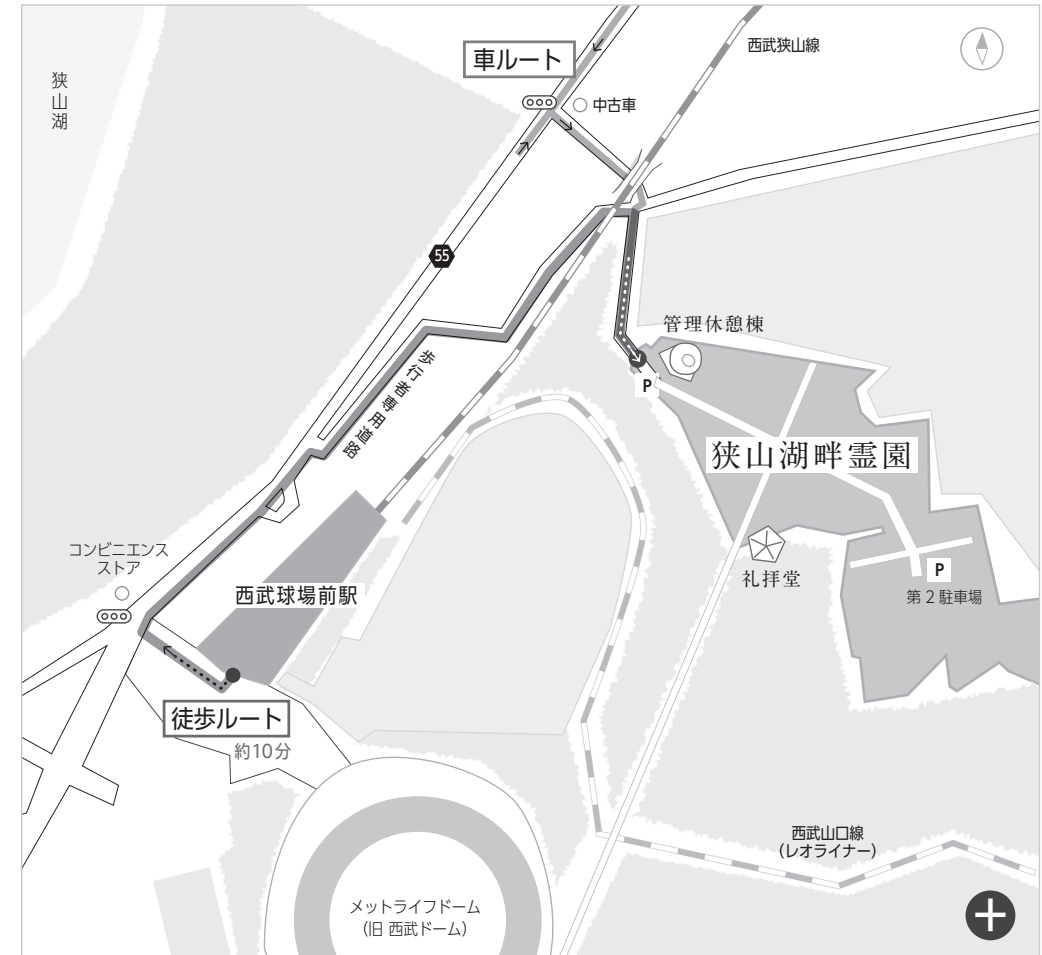 車ルート
西武狭山線
狭山湖
中古車
55
管理休憩棟
歩行者専用道路
P
狭山湖畔霊園
コンビニエンス
ストア
西武球場前駅
礼拝堂
P
第2駐車場
徒歩ルート
約10分
西武山口線
(レオライナー)
メットライフドーム
(旧 西武ドーム)